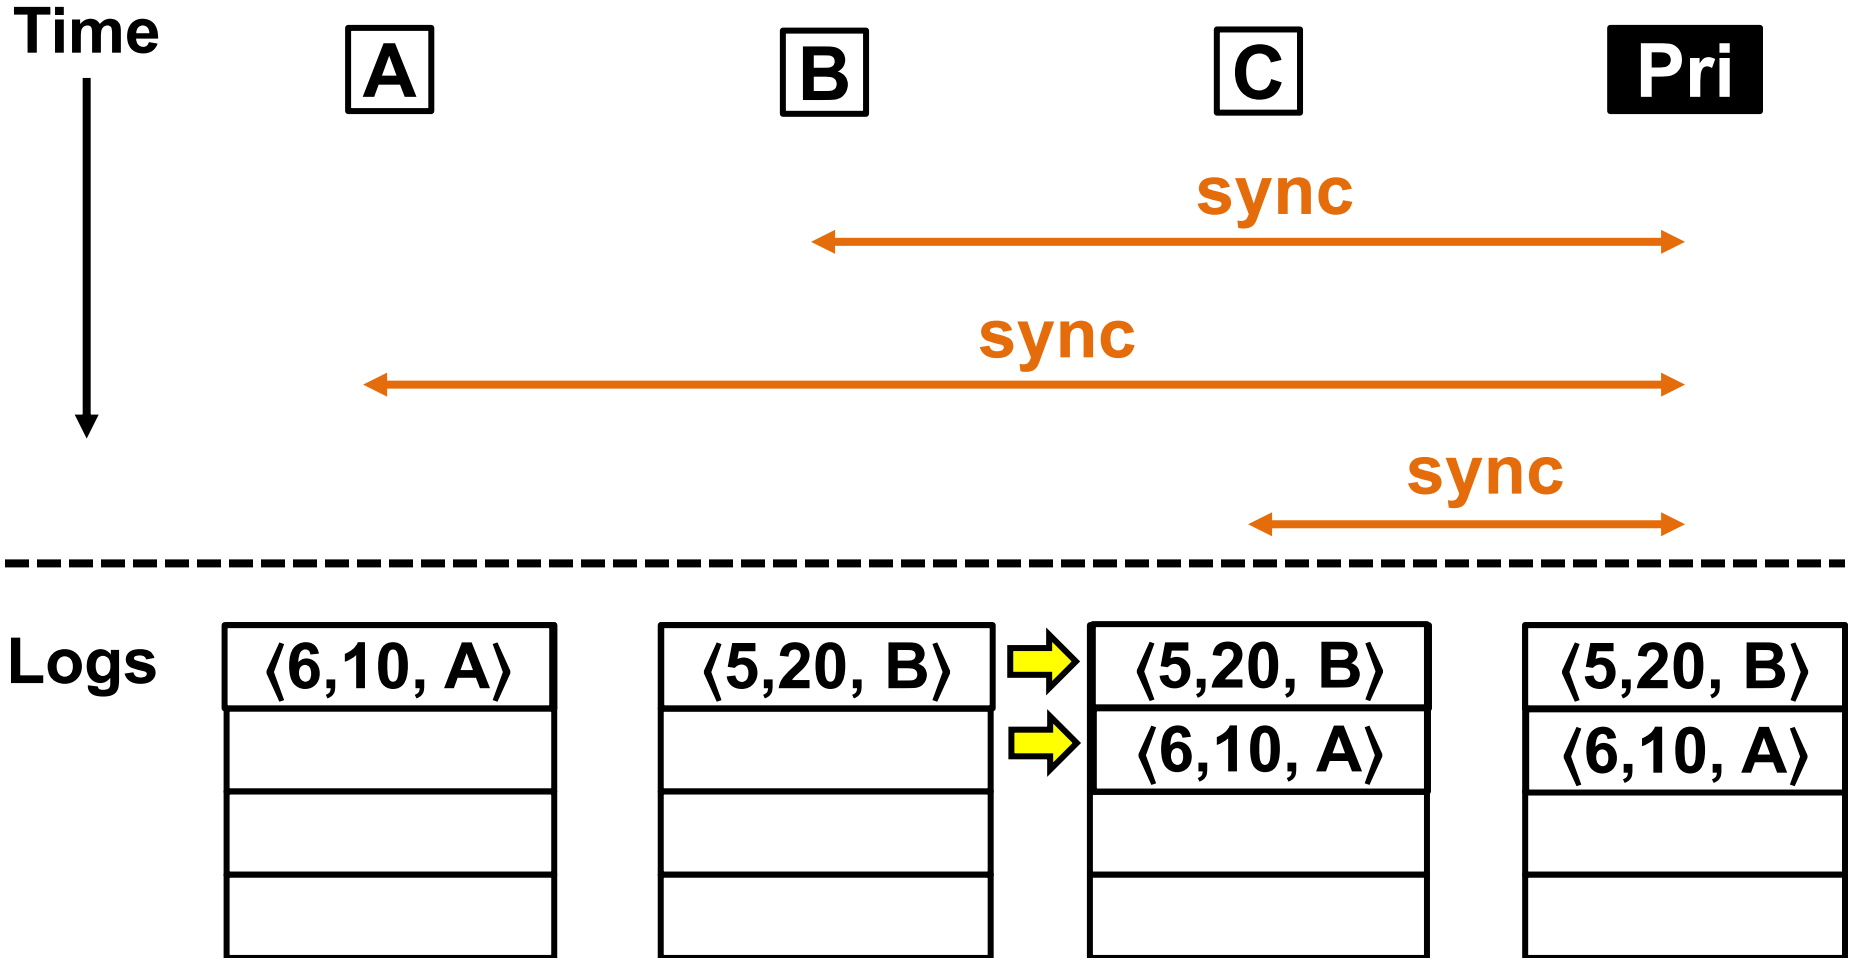 Time
A
B
C
Pri
sync
sync
sync
Logs
⟨6,10, A⟩
⟨5,20, B⟩
⟨5,20, B⟩
⟨5,20, B⟩
⟨6,10, A⟩
⟨6,10, A⟩